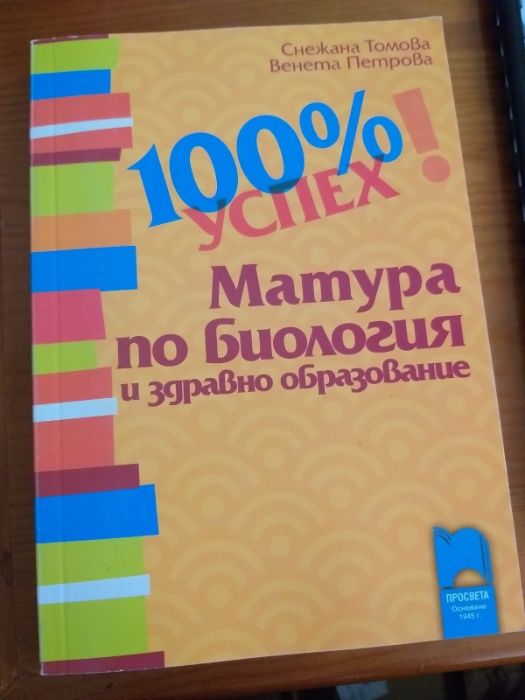 Снежана Томова
Венета Петрова
100%
УСПЕХ!
Матура
по биология
и здравно образование
ПРОСВЕТА
Основано
1945 г.